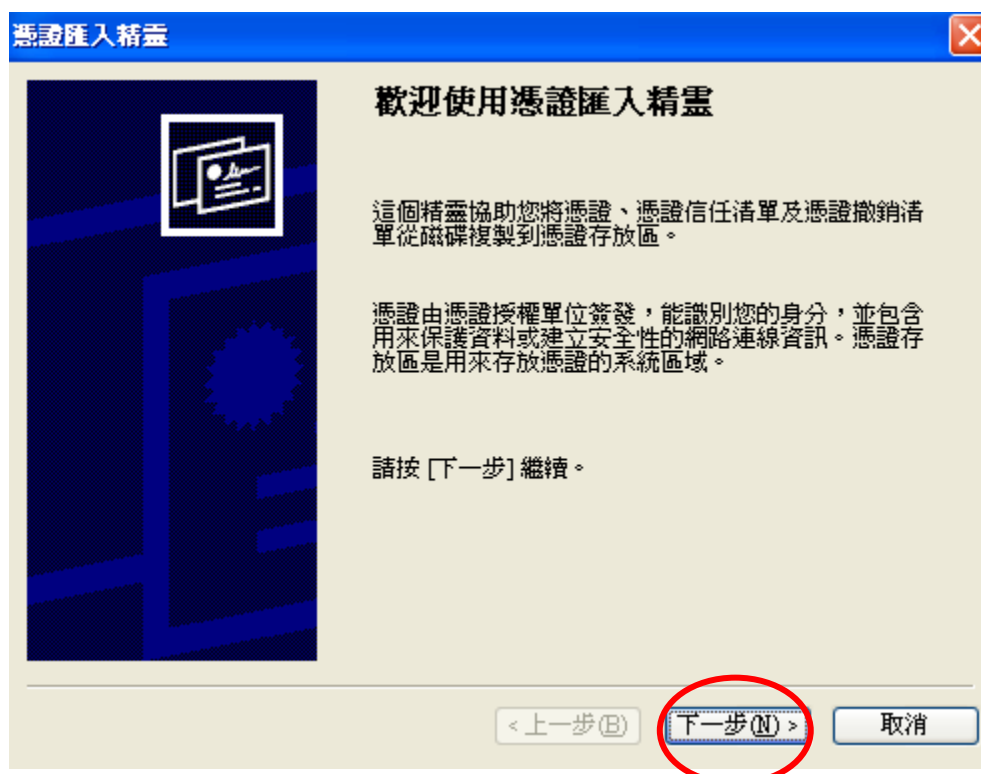 憑證匯入精靈
歡迎使用憑證匯入精靈
這個精靈協助您將憑證、憑證信任清單及憑證撤銷清
單從磁碟複製到憑證存放區。
憑證由憑證授權單位簽發，能識別您的身分，並包含
用來保護資料或建立安全性的網路連線資訊。憑證存
放區是用來存放憑證的系統區域。
請按 [下一步] 繼續。
< 上一步(B) 下一步(N) > 取消